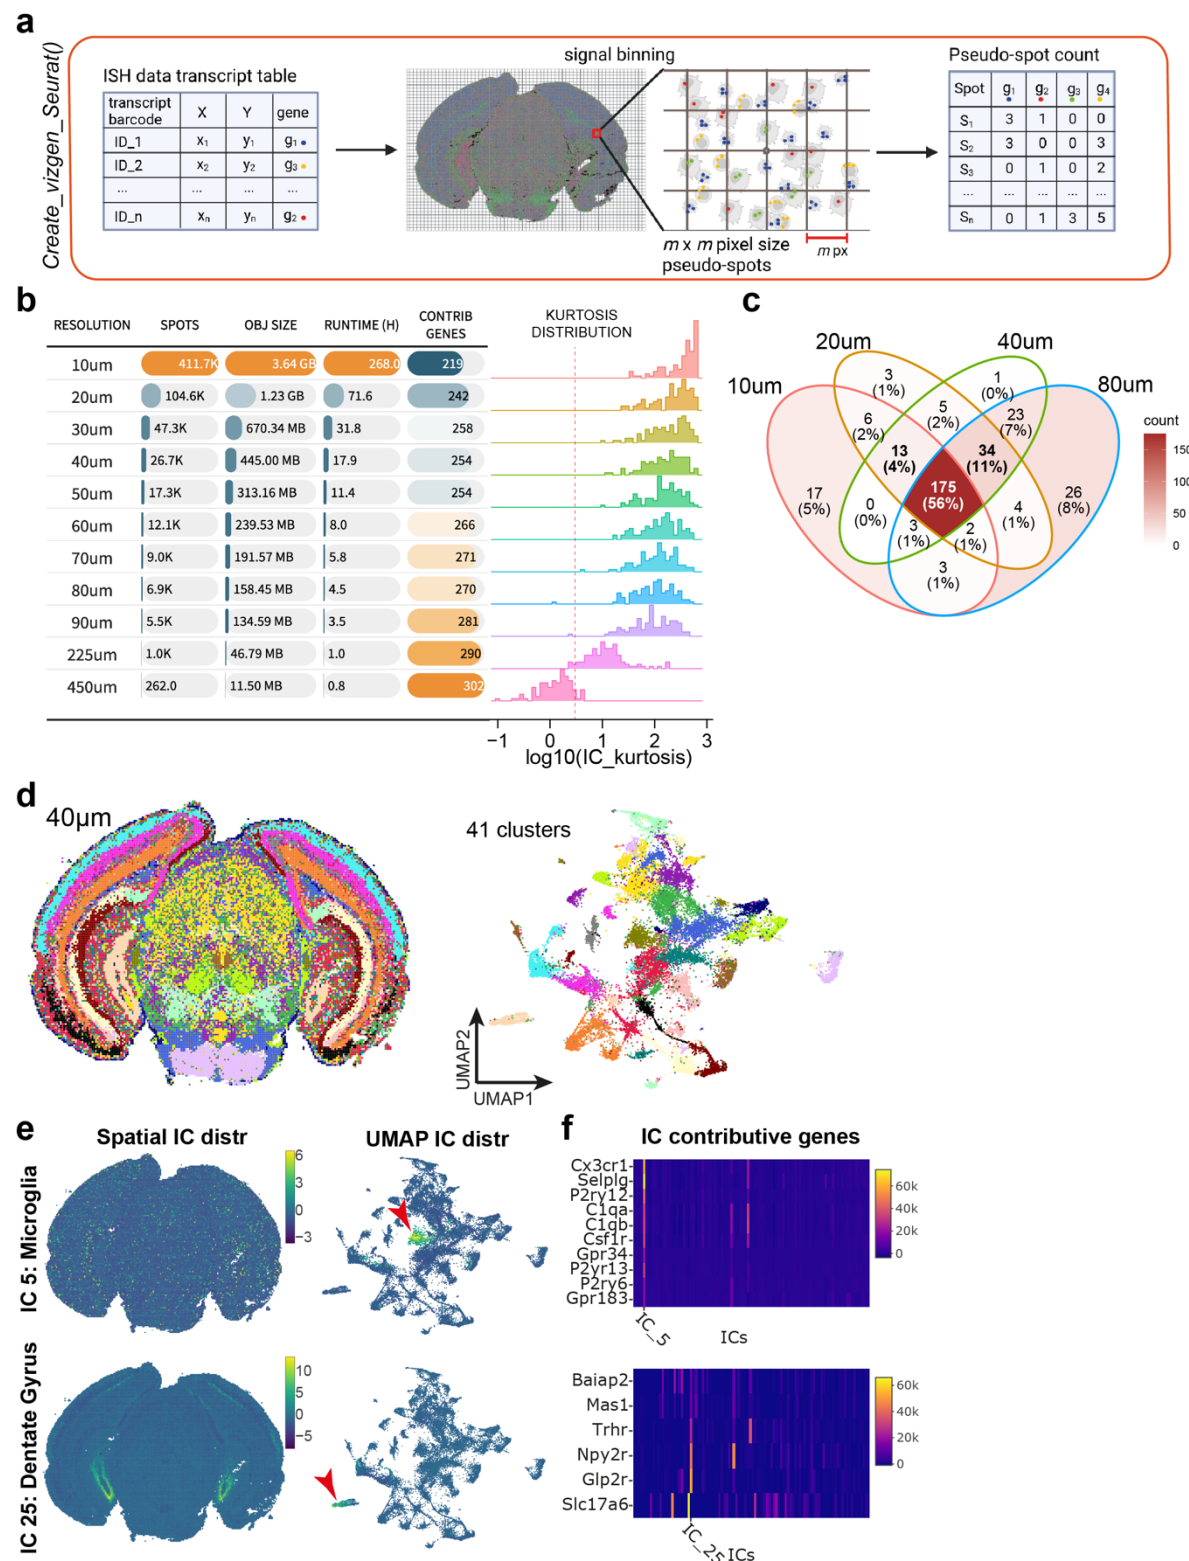 a
Create_vizgen_Seurat()
ISH data transcript table
transcript barcode X Y gene
ID_1 x1 y1 g1
ID_2 x2 y2 g3
... ... ... ...
ID_n xn yn g2
signal binning
m x m pixel size
pseudo-spots
m px
Pseudo-spot count
Spot g1 g2 g3 g4
S1 3 1 0 0
S2 3 0 0 3
S3 0 1 0 2
... ... ... ... ...
Sn 0 1 3 5
b
RESOLUTION SPOTS OBJ SIZE RUNTIME (H) CONTRIB GENES
KURTOSIS
DISTRIBUTION
10um 411.7K 3.64 GB 268.0 219
20um 104.6K 1.23 GB 71.6 242
30um 47.3K 670.34 MB 31.8 258
40um 26.7K 445.00 MB 17.9 254
50um 17.3K 313.16 MB 11.4 254
60um 12.1K 239.53 MB 8.0 266
70um 9.0K 191.57 MB 5.8 271
80um 6.9K 158.45 MB 4.5 270
90um 5.5K 134.59 MB 3.5 281
225um 1.0K 46.79 MB 1.0 290
450um 262.0 11.50 MB 0.8 302
−1 0 1 2 3
log10(IC_kurtosis)
c
10um
20um
40um
80um
3
(1%)
1
(0%)
6
(2%)
5
(2%)
23
(7%)
13
(4%)
34
(11%)
17
(5%)
175
(56%)
26
(8%)
0
(0%)
4
(1%)
3
(1%)
2
(1%)
3
(1%)
count
150
100
50
0
d
40µm
41 clusters
UMAP2
UMAP1
e
Spatial IC distr
UMAP IC distr
IC 5: Microglia
6
3
0
−3
IC 25: Dentate Gyrus
10
5
0
−5
f
IC contributive genes
Cx3cr1
Selplg
P2ry12
C1qa
C1qb
Csf1r
Gpr34
P2yr13
P2ry6
Gpr183
60k
40k
20k
0
IC_5
ICs
Baiap2
Mas1
Trhr
Npy2r
Glp2r
Slc17a6
60k
40k
20k
0
IC_25
ICs